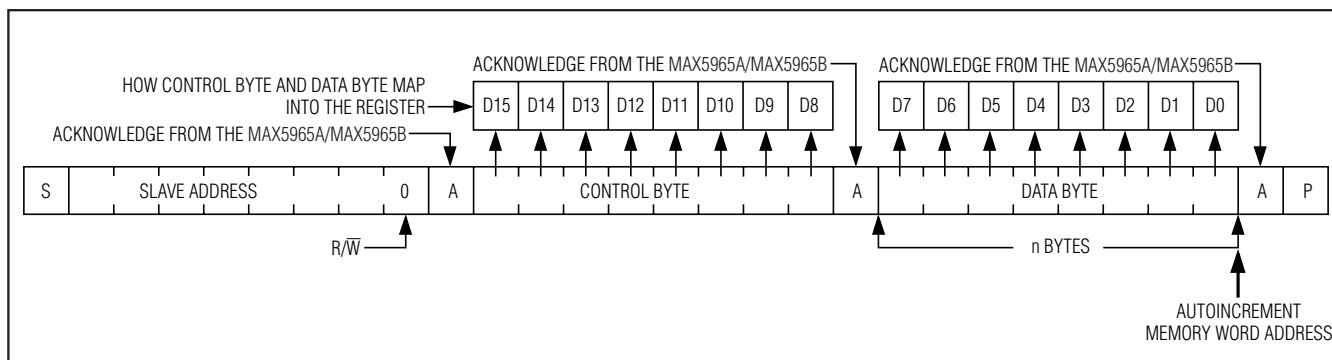 ACKNOWLEDGE FROM THE MAX5965A/MAX5965B
ACKNOWLEDGE FROM THE MAX5965A/MAX5965B
HOW CONTROL BYTE AND DATA BYTE MAP
INTO THE REGISTER
D15 D14 D13 D12 D11 D10 D9 D8
D7 D6 D5 D4 D3 D2 D1 D0
ACKNOWLEDGE FROM THE MAX5965A/MAX5965B
S SLAVE ADDRESS 0 A CONTROL BYTE A DATA BYTE A P
R/W̅
n BYTES
AUTOINCREMENT
MEMORY WORD ADDRESS